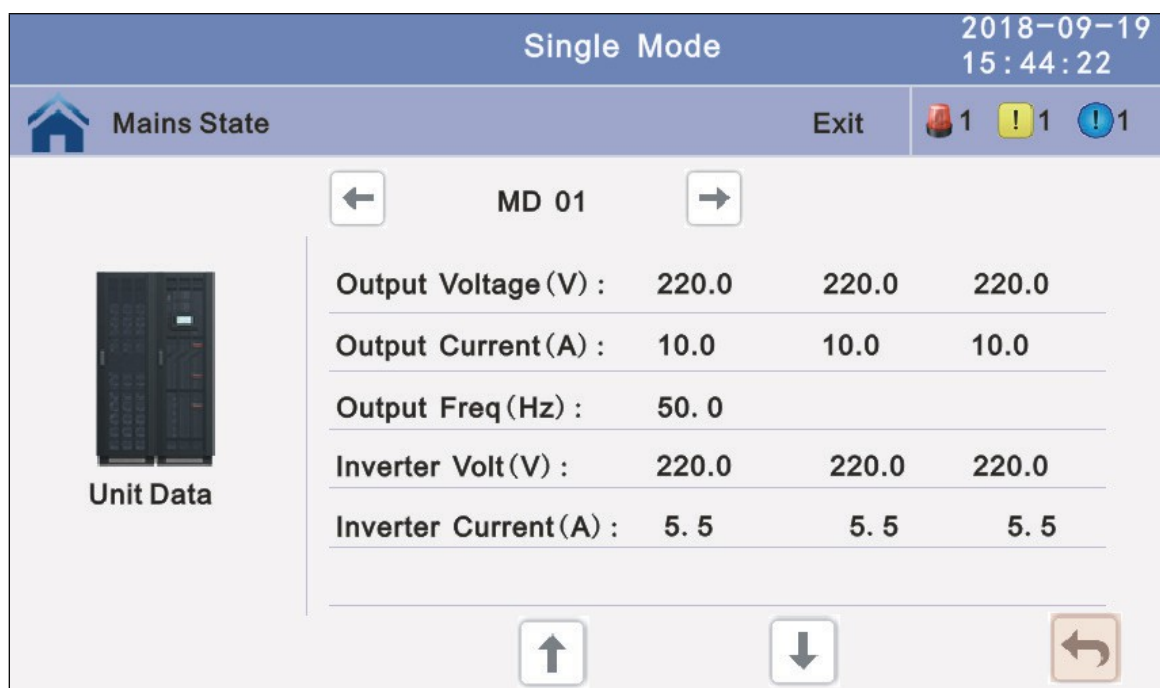 Single Mode
2018-09-19
15:44:22
Mains State Exit 1 ! 1 ! 1
MD 01
Output Voltage(V): 220.0 220.0 220.0
Output Current(A): 10.0 10.0 10.0
Output Freq(Hz): 50.0
Inverter Volt(V): 220.0 220.0 220.0
Inverter Current(A): 5.5 5.5 5.5
Unit Data